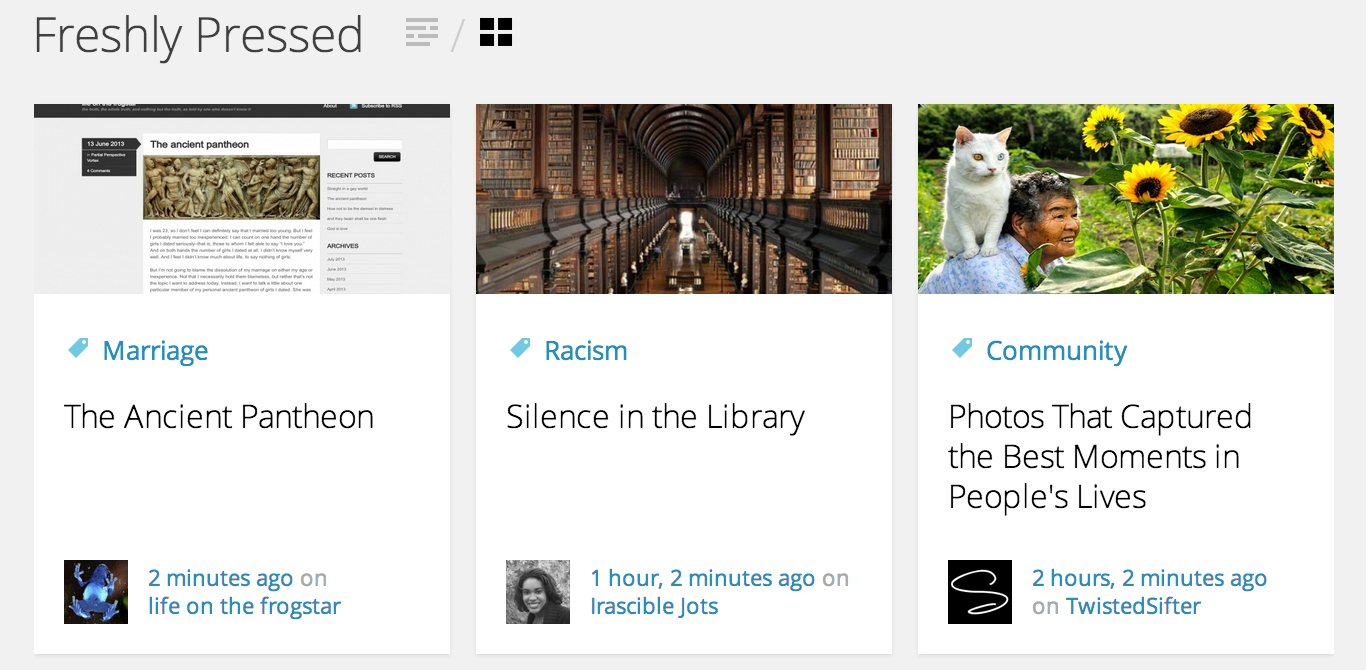 Freshly Pressed
life on the frogstar
the truth, the whole truth, and nothing but the truth, as told by one who doesn't know it
About
Subscribe to RSS
13 June 2013
Partial Perspective
Vortex
4 Comments
The ancient pantheon
SEARCH
RECENT POSTS
Straight in a gay world
The ancient pantheon
How not to be the damsel in distress
and they twain shall be one flesh
God is love
ARCHIVES
July 2013
June 2013
May 2013
April 2013
I was 23, so I don't feel I can definitely say that I married too young. But I feel
I probably married too inexperienced. I can count on one hand the number of
girls I dated seriously–that is, those to whom I felt able to say "I love you."
And on both hands the number of girls I dated at all. I didn't know myself very
well. And I feel I didn't know much about life, to say nothing of girls.
But I'm not going to blame the dissolution of my marriage on either my age or
inexperience. Not that I necessarily hold them blameless, but rather that's not
the topic I want to address today. Instead, I want to talk a little about one
particular member of my personal ancient pantheon of girls I dated. She was
Marriage
The Ancient Pantheon
2 minutes ago on
life on the frogstar
Racism
Silence in the Library
1 hour, 2 minutes ago on
Irascible Jots
Community
Photos That Captured
the Best Moments in
People's Lives
2 hours, 2 minutes ago
on TwistedSifter